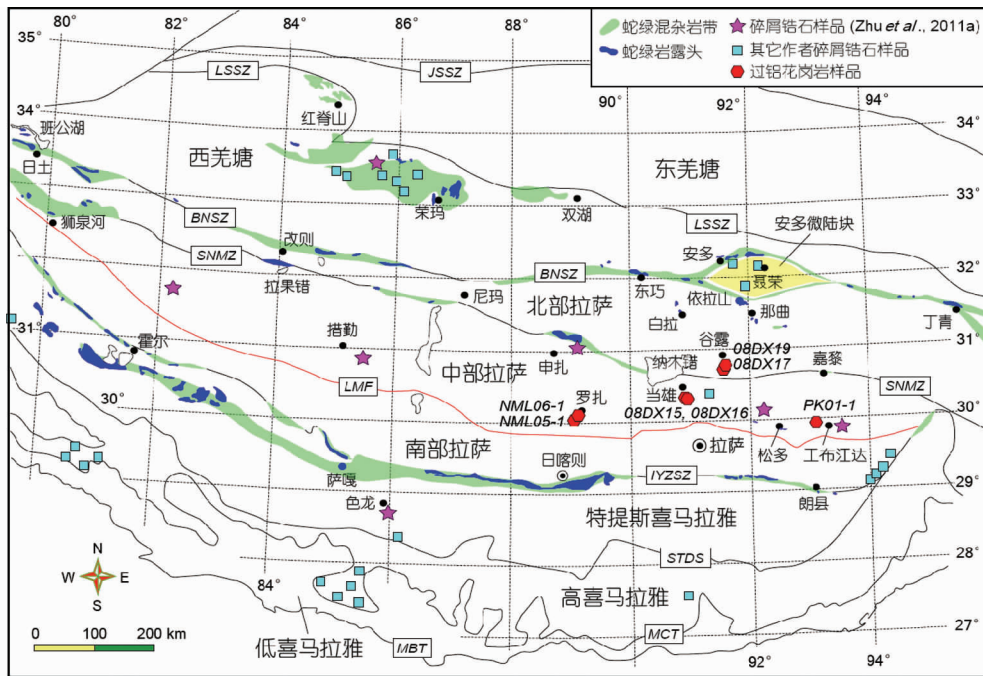 80°
82°
84°
86°
88°
蛇绿混杂岩带
碎屑锆石样品 (Zhu et al., 2011a)
蛇绿岩露头
其它作者碎屑锆石样品
过铝花岗岩样品
35°
34°
LSSZ
JSSZ
90°
92°
94°
34°
红脊山
班公湖
日土
西羌塘
东羌塘
33°
荣玛
双湖
33°
狮泉河
BNSZ
LSSZ
安多微陆块
32°
SNMZ
改则
拉果错
BNSZ
安多
聂荣
32°
80°
尼玛
北部拉萨
东巧
依拉山
那曲
白拉
丁青
31°
霍尔
措勤
中部拉萨
申扎
纳木错
谷露
08DX19
08DX17
嘉黎
31°
LMF
30°
罗扎
NML06-1
NML05-1
当雄
08DX15, 08DX16
PK01-1
SNMZ
30°
南部拉萨
拉萨
松多
工布江达
萨嘎
日喀则
IYZSZ
朗县
29°
82°
色龙
特提斯喜马拉雅
STDS
28°
N
W
E
S
84°
高喜马拉雅
0
100
200 km
低喜马拉雅
MBT
MCT
27°
86°
88°
90°
92°
94°